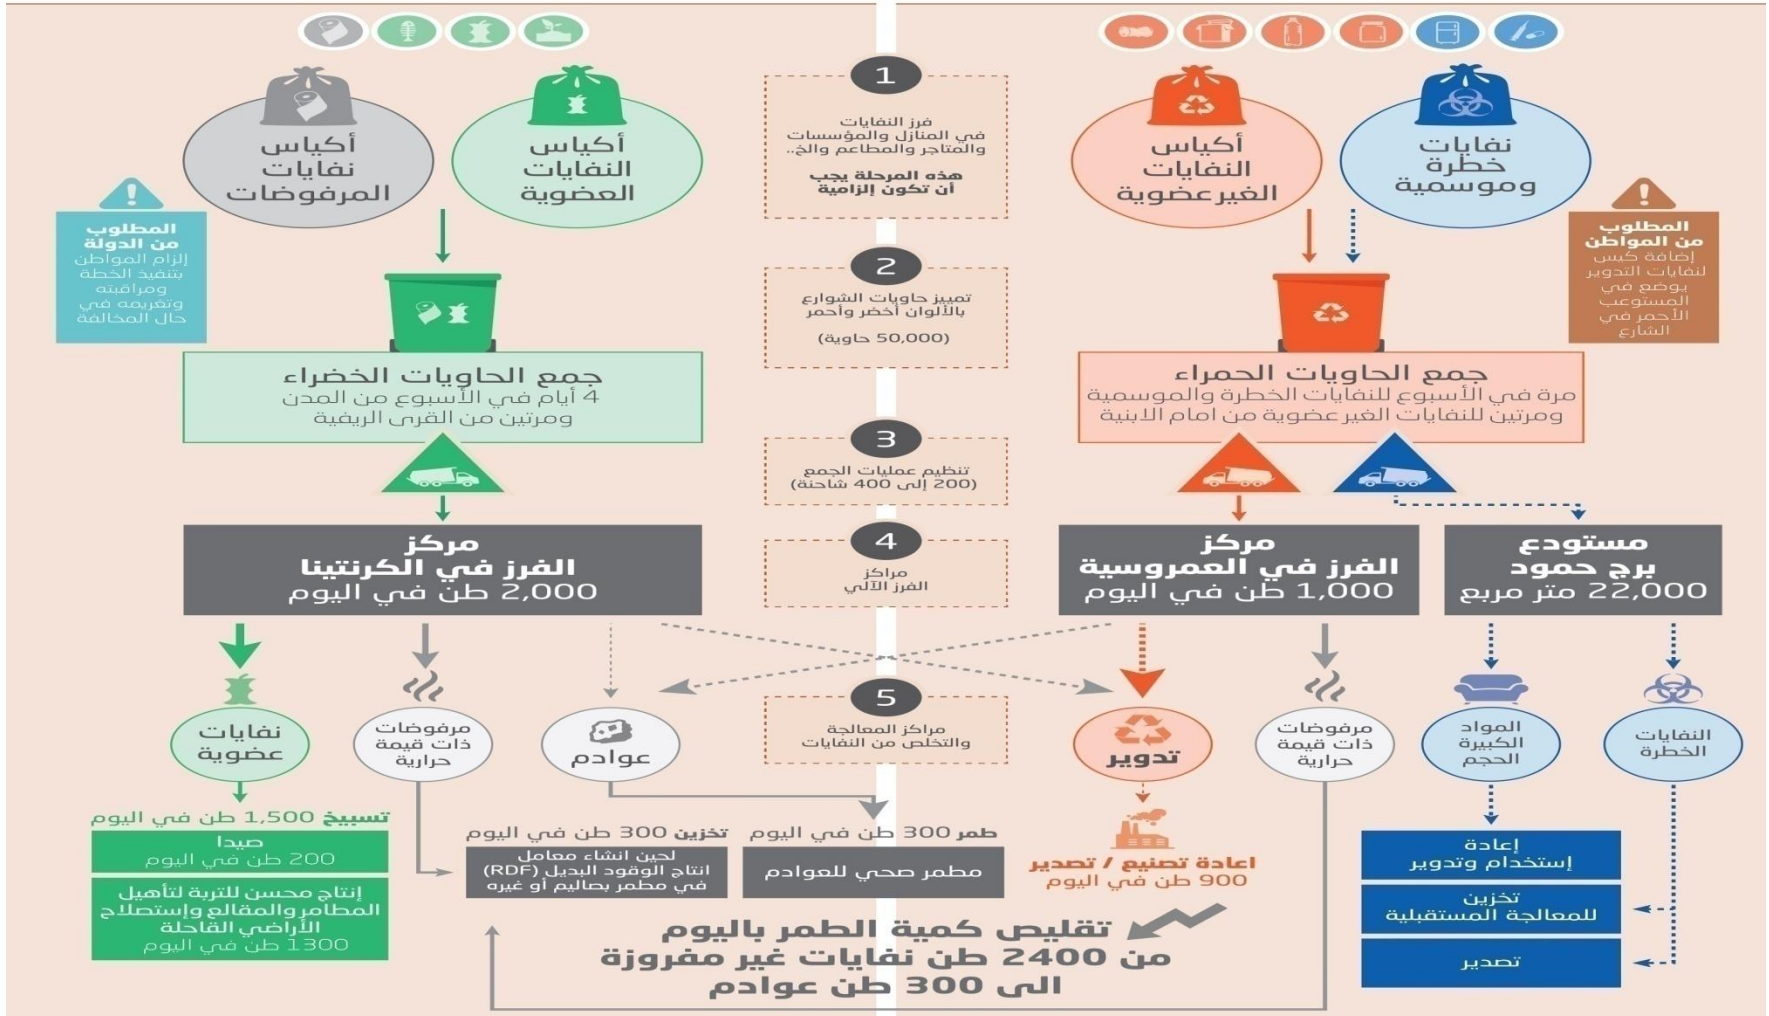 1
فرز النفايات
في المنازل والمؤسسات
والمتاجر والمطاعم والخ..
هذه المرحلة يجب
أن تكون إلزامية
نفايات
خطرة
وموسمية
أكياس
النفايات
الغير عضوية
أكياس
النفايات
العضوية
أكياس
نفايات
المرفوضات
المطلوب
من المواطن
إضافة كيس
لنفايات التدوير
يوضع في
المستوعب
الأحمر في
الشارع
المطلوب
من الدولة
إلزام المواطن
بتنفيذ الخطة
ومراقبته
وتغريمه في
حال المخالفة
2
تمييز حاويات الشوارع
بالألوان أخضر وأحمر
(50,000 حاوية)
جمع الحاويات الحمراء
مرة في الأسبوع للنفايات الخطرة والموسمية
ومرتين للنفايات الغير عضوية من امام الابنية
جمع الحاويات الخضراء
4 أيام في الأسبوع من المدن
ومرتين من القرى الريفية
3
تنظيم عمليات الجمع
(200 إلى 400 شاحنة)
4
مراكز
الفرز الآلي
مستودع
برج حمود
22,000 متر مربع
مركز
الفرز في العمروسية
1,000 طن في اليوم
مركز
الفرز في الكرنتينا
2,000 طن في اليوم
5
مراكز المعالجة
والتخلص من النفايات
النفايات
الخطرة
المواد
الكبيرة
الحجم
مرفوضات
ذات قيمة
حرارية
تدوير
عوادم
مرفوضات
ذات قيمة
حرارية
نفايات
عضوية
إعادة
إستخدام وتدوير
تخزين
للمعالجة المستقبلية
تصدير
اعادة تصنيع / تصدير
900 طن في اليوم
طمر 300 طن في اليوم
مطمر صحي للعوادم
تخزين 300 طن في اليوم
لحين انشاء معامل
انتاج الوقود البديل (RDF)
في مطمر بصاليم أو غيره
تسبيخ 1,500 طن في اليوم
صيدا
200 طن في اليوم
إنتاج محسن للتربة لتأهيل
المطامر والمقالع وإستصلاح
الأراضي القاحلة
1300 طن في اليوم
تقليص كمية الطمر باليوم
من 2400 طن نفايات غير مفروزة
الى 300 طن عوادم